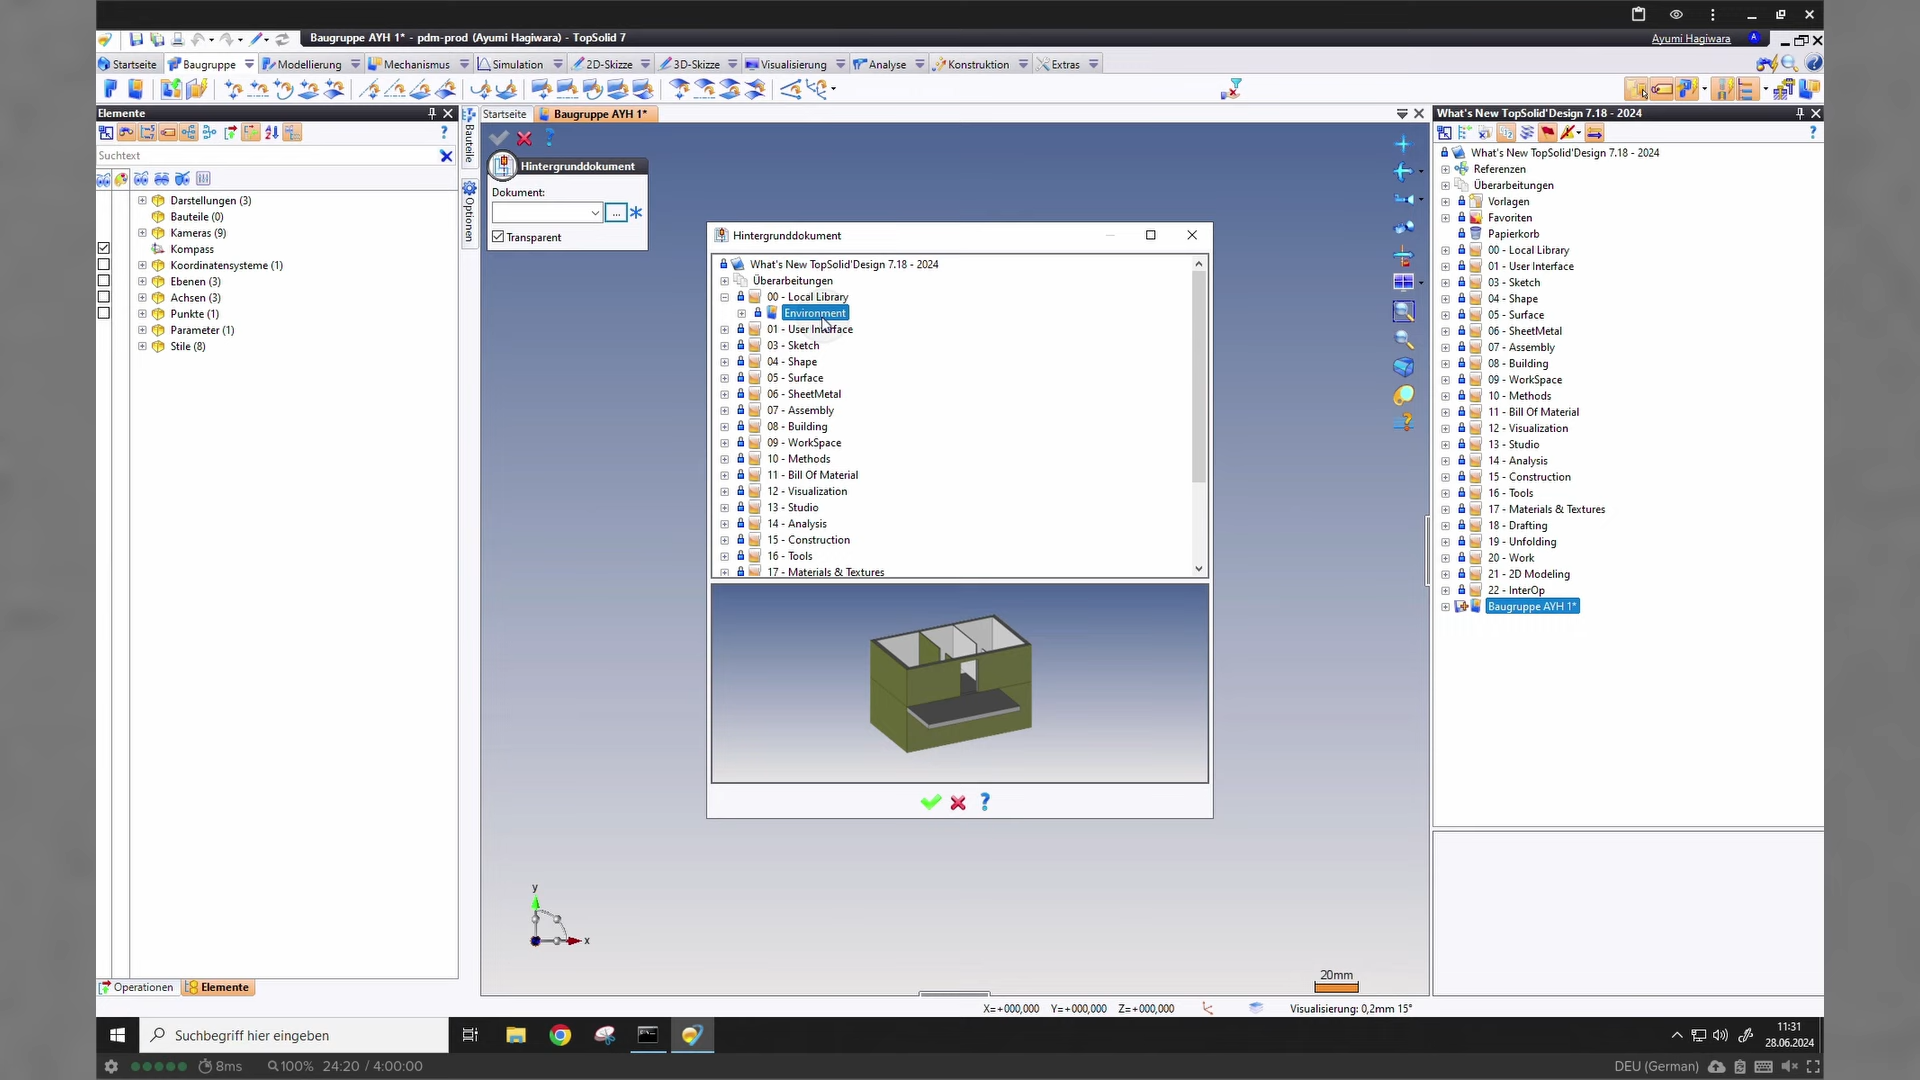 Baugruppe AYH 1* - pdm-prod (Ayumi Hagiwara) - TopSolid 7
Ayumi Hagiwara
A
Startseite
Baugruppe
Modellierung
Mechanismus
Simulation
2D-Skizze
3D-Skizze
Visualisierung
Analyse
Konstruktion
Extras
Elemente
Suchtext
Darstellungen (3)
Bauteile (0)
Kameras (9)
Kompass
Koordinatensysteme (1)
Ebenen (3)
Achsen (3)
Punkte (1)
Parameter (1)
Stile (8)
Operationen
Elemente
Bauteile
Optionen
Startseite
Baugruppe AYH 1*
Hintergrunddokument
Dokument:
...
Transparent
Hintergrunddokument
What's New TopSolid'Design 7.18 - 2024
Überarbeitungen
00 - Local Library
Environment
01 - User Interface
03 - Sketch
04 - Shape
05 - Surface
06 - SheetMetal
07 - Assembly
08 - Building
09 - WorkSpace
10 - Methods
11 - Bill Of Material
12 - Visualization
13 - Studio
14 - Analysis
15 - Construction
16 - Tools
17 - Materials & Textures
y
x
20mm
X=+000,000 Y=+000,000 Z=+000,000
Visualisierung: 0,2mm 15°
What's New TopSolid'Design 7.18 - 2024
What's New TopSolid'Design 7.18 - 2024
Referenzen
Überarbeitungen
Vorlagen
Favoriten
Papierkorb
00 - Local Library
01 - User Interface
03 - Sketch
04 - Shape
05 - Surface
06 - SheetMetal
07 - Assembly
08 - Building
09 - WorkSpace
10 - Methods
11 - Bill Of Material
12 - Visualization
13 - Studio
14 - Analysis
15 - Construction
16 - Tools
17 - Materials & Textures
18 - Drafting
19 - Unfolding
20 - Work
21 - 2D Modeling
22 - InterOp
Baugruppe AYH 1*
Suchbegriff hier eingeben
11:31
28.06.2024
8ms
100%
24:20 / 4:00:00
DEU (German)